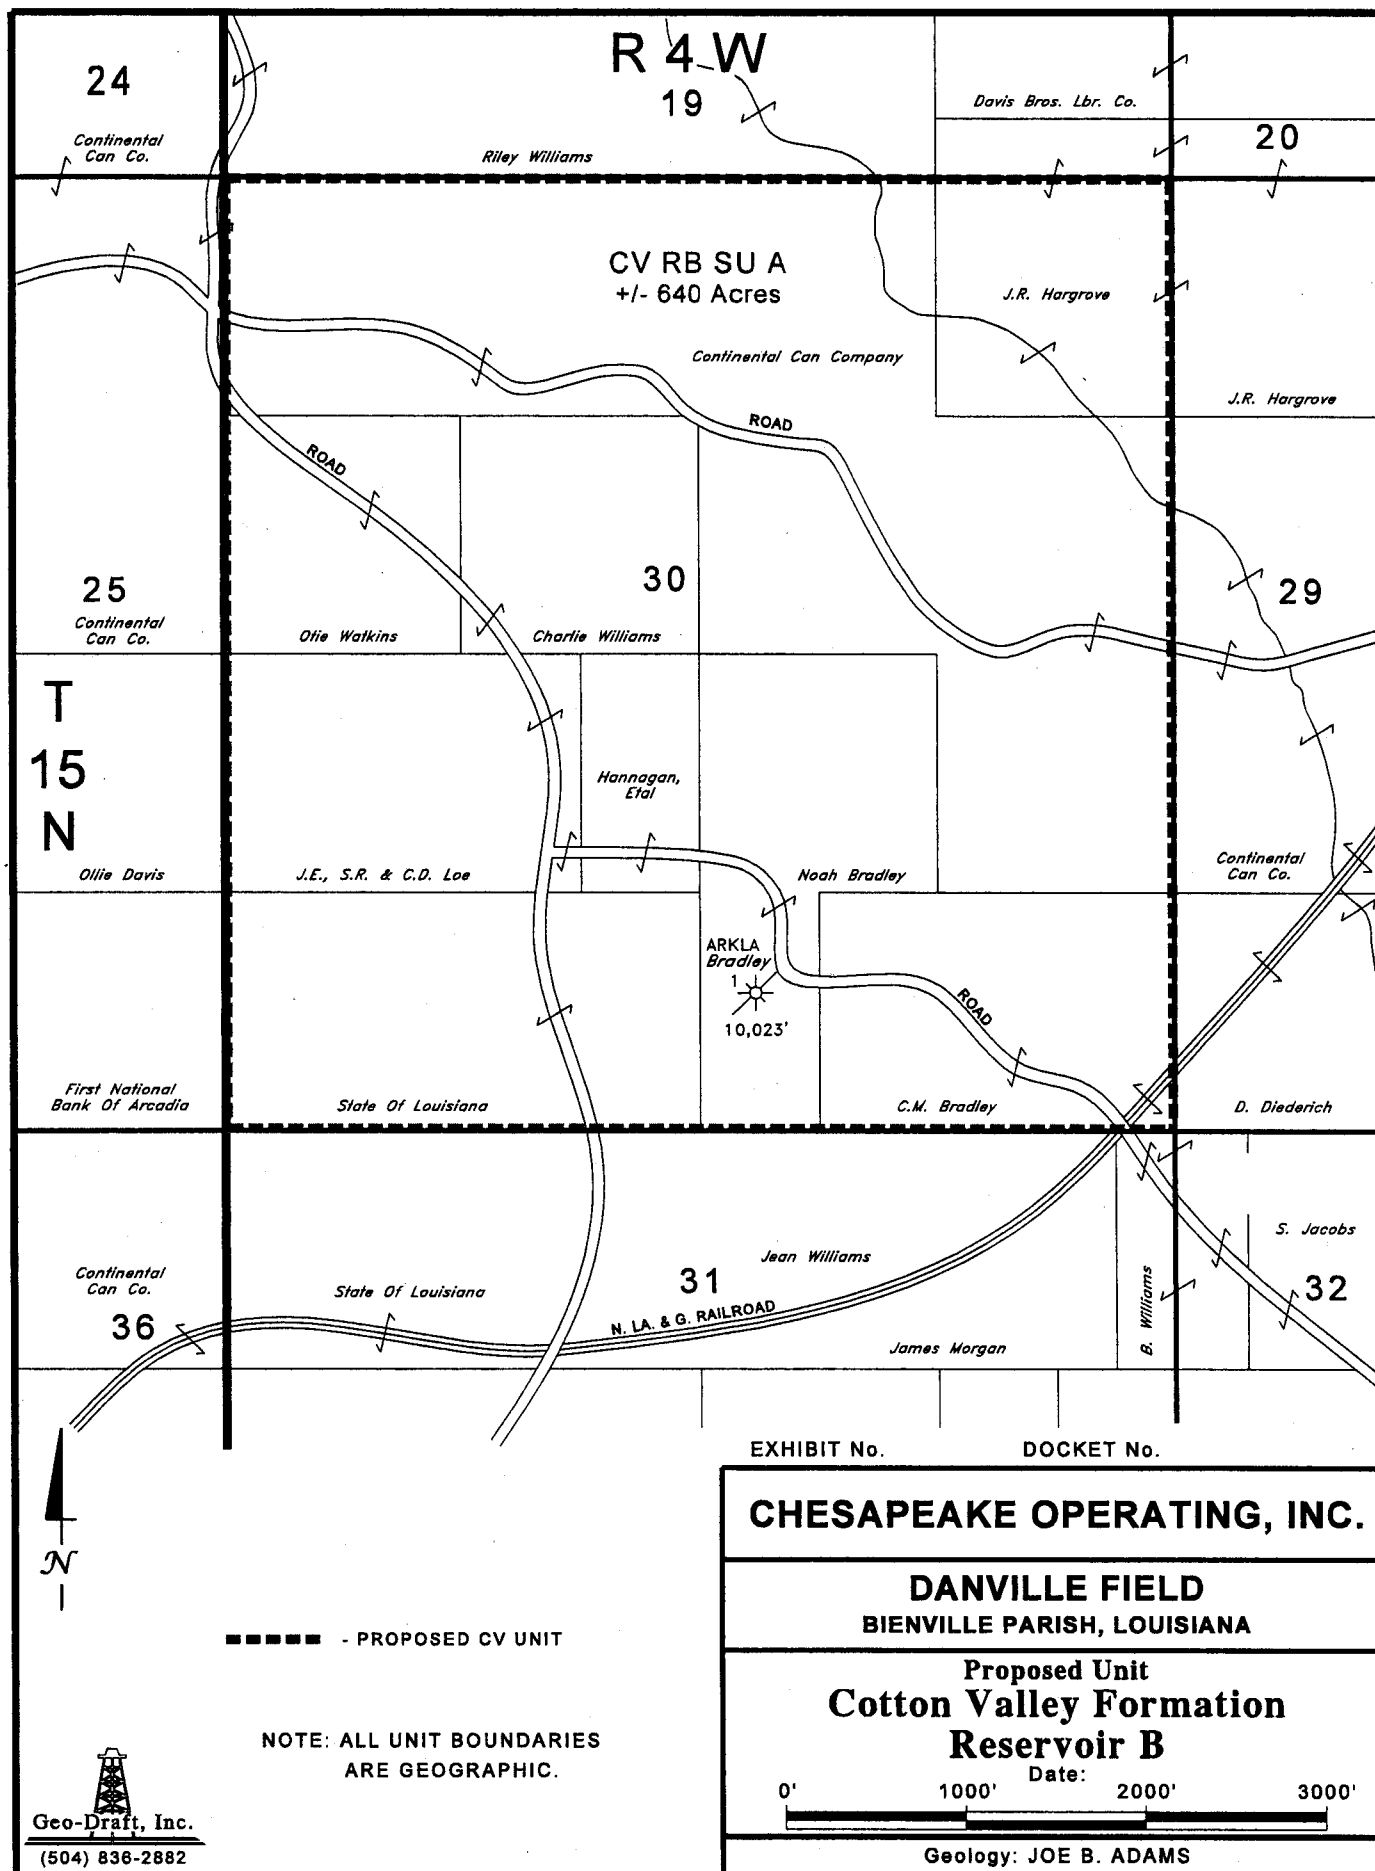 R 4 W
24
19
Davis Bros. Lbr. Co.
20
Continental
Can Co.
Riley Williams
CV RB SU A
+/- 640 Acres
J.R. Hargrove
Continental Can Company
J.R. Hargrove
ROAD
ROAD
25
Continental
Can Co.
30
29
Otie Watkins
Charlie Williams
T
15
N
Hannagan,
Etal
Ollie Davis
J.E., S.R. & C.D. Loe
Noah Bradley
Continental
Can Co.
ARKLA
Bradley
1
10,023'
ROAD
First National
Bank Of Arcadia
State Of Louisiana
C.M. Bradley
D. Diederich
Jean Williams
S. Jacobs
Continental
Can Co.
36
State Of Louisiana
31
B. Williams
32
N. LA. & G. RAILROAD
James Morgan
EXHIBIT No. DOCKET No.
CHESAPEAKE OPERATING, INC.
N
DANVILLE FIELD
BIENVILLE PARISH, LOUISIANA
- PROPOSED CV UNIT
Proposed Unit
Cotton Valley Formation
Reservoir B
NOTE: ALL UNIT BOUNDARIES
ARE GEOGRAPHIC.
Date:
0' 1000' 2000' 3000'
Geo-Draft, Inc.
(504) 836-2882
Geology: JOE B. ADAMS